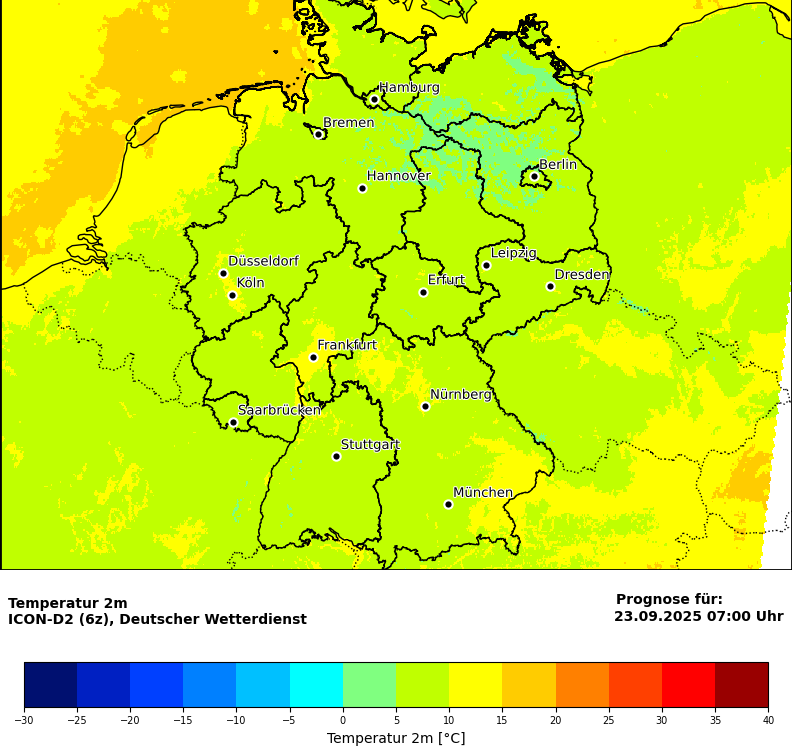 Hamburg
Bremen
Berlin
Hannover
Leipzig
Düsseldorf
Dresden
Köln
Erfurt
Frankfurt
Nürnberg
Saarbrücken
Stuttgart
München
Temperatur 2m
ICON-D2 (6z), Deutscher Wetterdienst
Prognose für:
23.09.2025 07:00 Uhr
−30 −25 −20 −15 −10 −5 0 5 10 15 20 25 30 35 40
Temperatur 2m [°C]